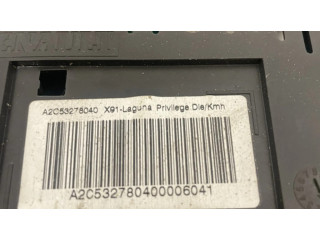 A2C53278040 X91-Laguna Privilege Die/Kmh
A2C532780400006041